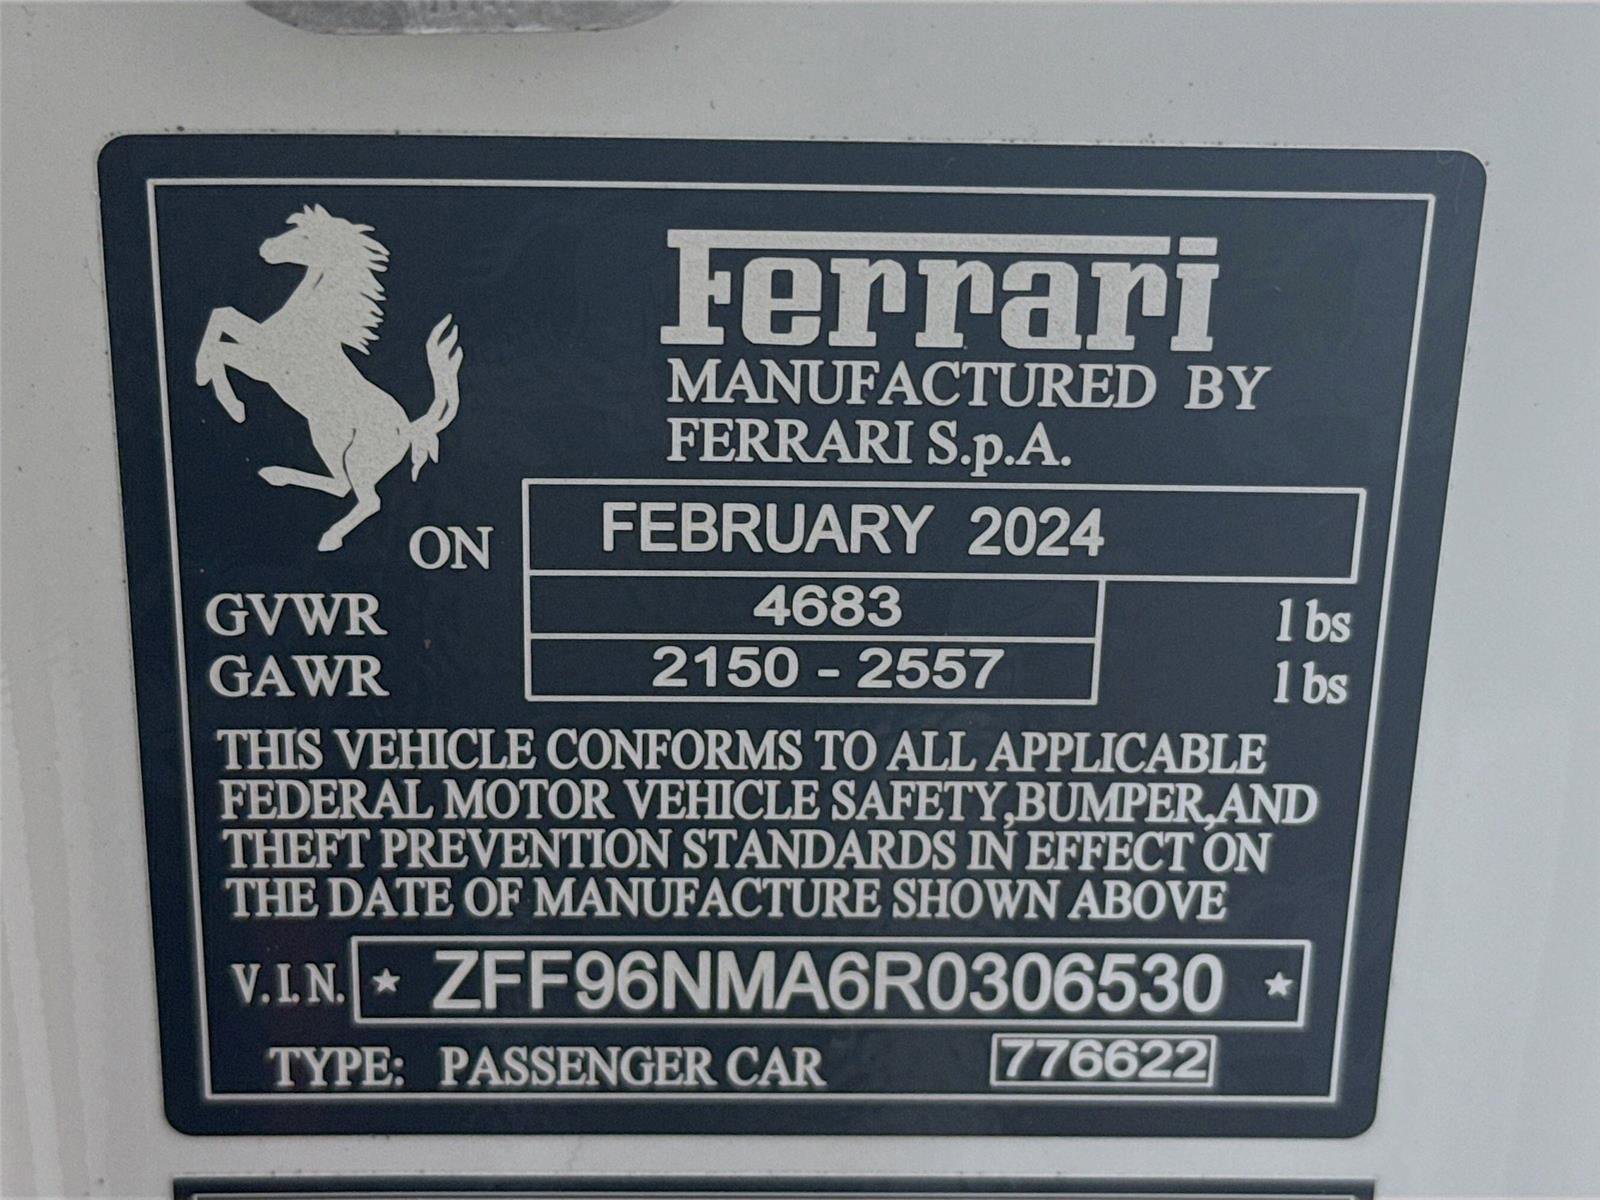 Ferrari
MANUFACTURED BY
FERRARI S.p.A.
ON FEBRUARY 2024
GVWR 4683 lbs
GAWR 2150 - 2557 lbs
THIS VEHICLE CONFORMS TO ALL APPLICABLE
FEDERAL MOTOR VEHICLE SAFETY,BUMPER,AND
THEFT PREVENTION STANDARDS IN EFFECT ON
THE DATE OF MANUFACTURE SHOWN ABOVE
V.I.N. ★ ZFF96NMA6R0306530 ★
TYPE: PASSENGER CAR 776622